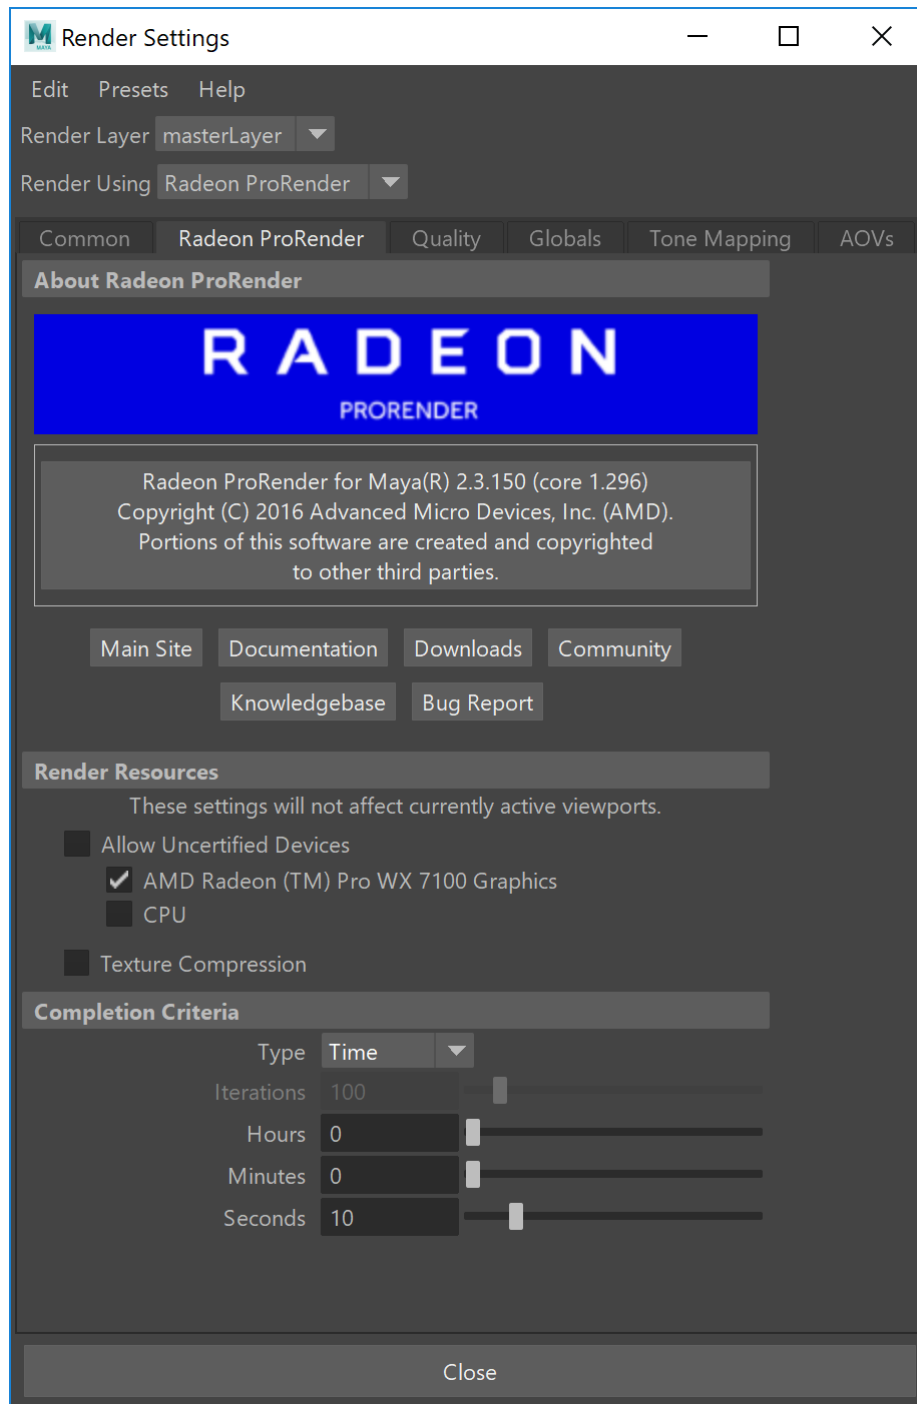 MAYA
Render Settings
Edit Presets Help
Render Layer masterLayer
Render Using Radeon ProRender
Common Radeon ProRender Quality Globals Tone Mapping AOVs
About Radeon ProRender
RADEON
PRORENDER
Radeon ProRender for Maya(R) 2.3.150 (core 1.296)
Copyright (C) 2016 Advanced Micro Devices, Inc. (AMD).
Portions of this software are created and copyrighted
to other third parties.
Main Site Documentation Downloads Community
Knowledgebase Bug Report
Render Resources
These settings will not affect currently active viewports.
Allow Uncertified Devices
AMD Radeon (TM) Pro WX 7100 Graphics
CPU
Texture Compression
Completion Criteria
Type Time
Iterations 100
Hours 0
Minutes 0
Seconds 10
Close